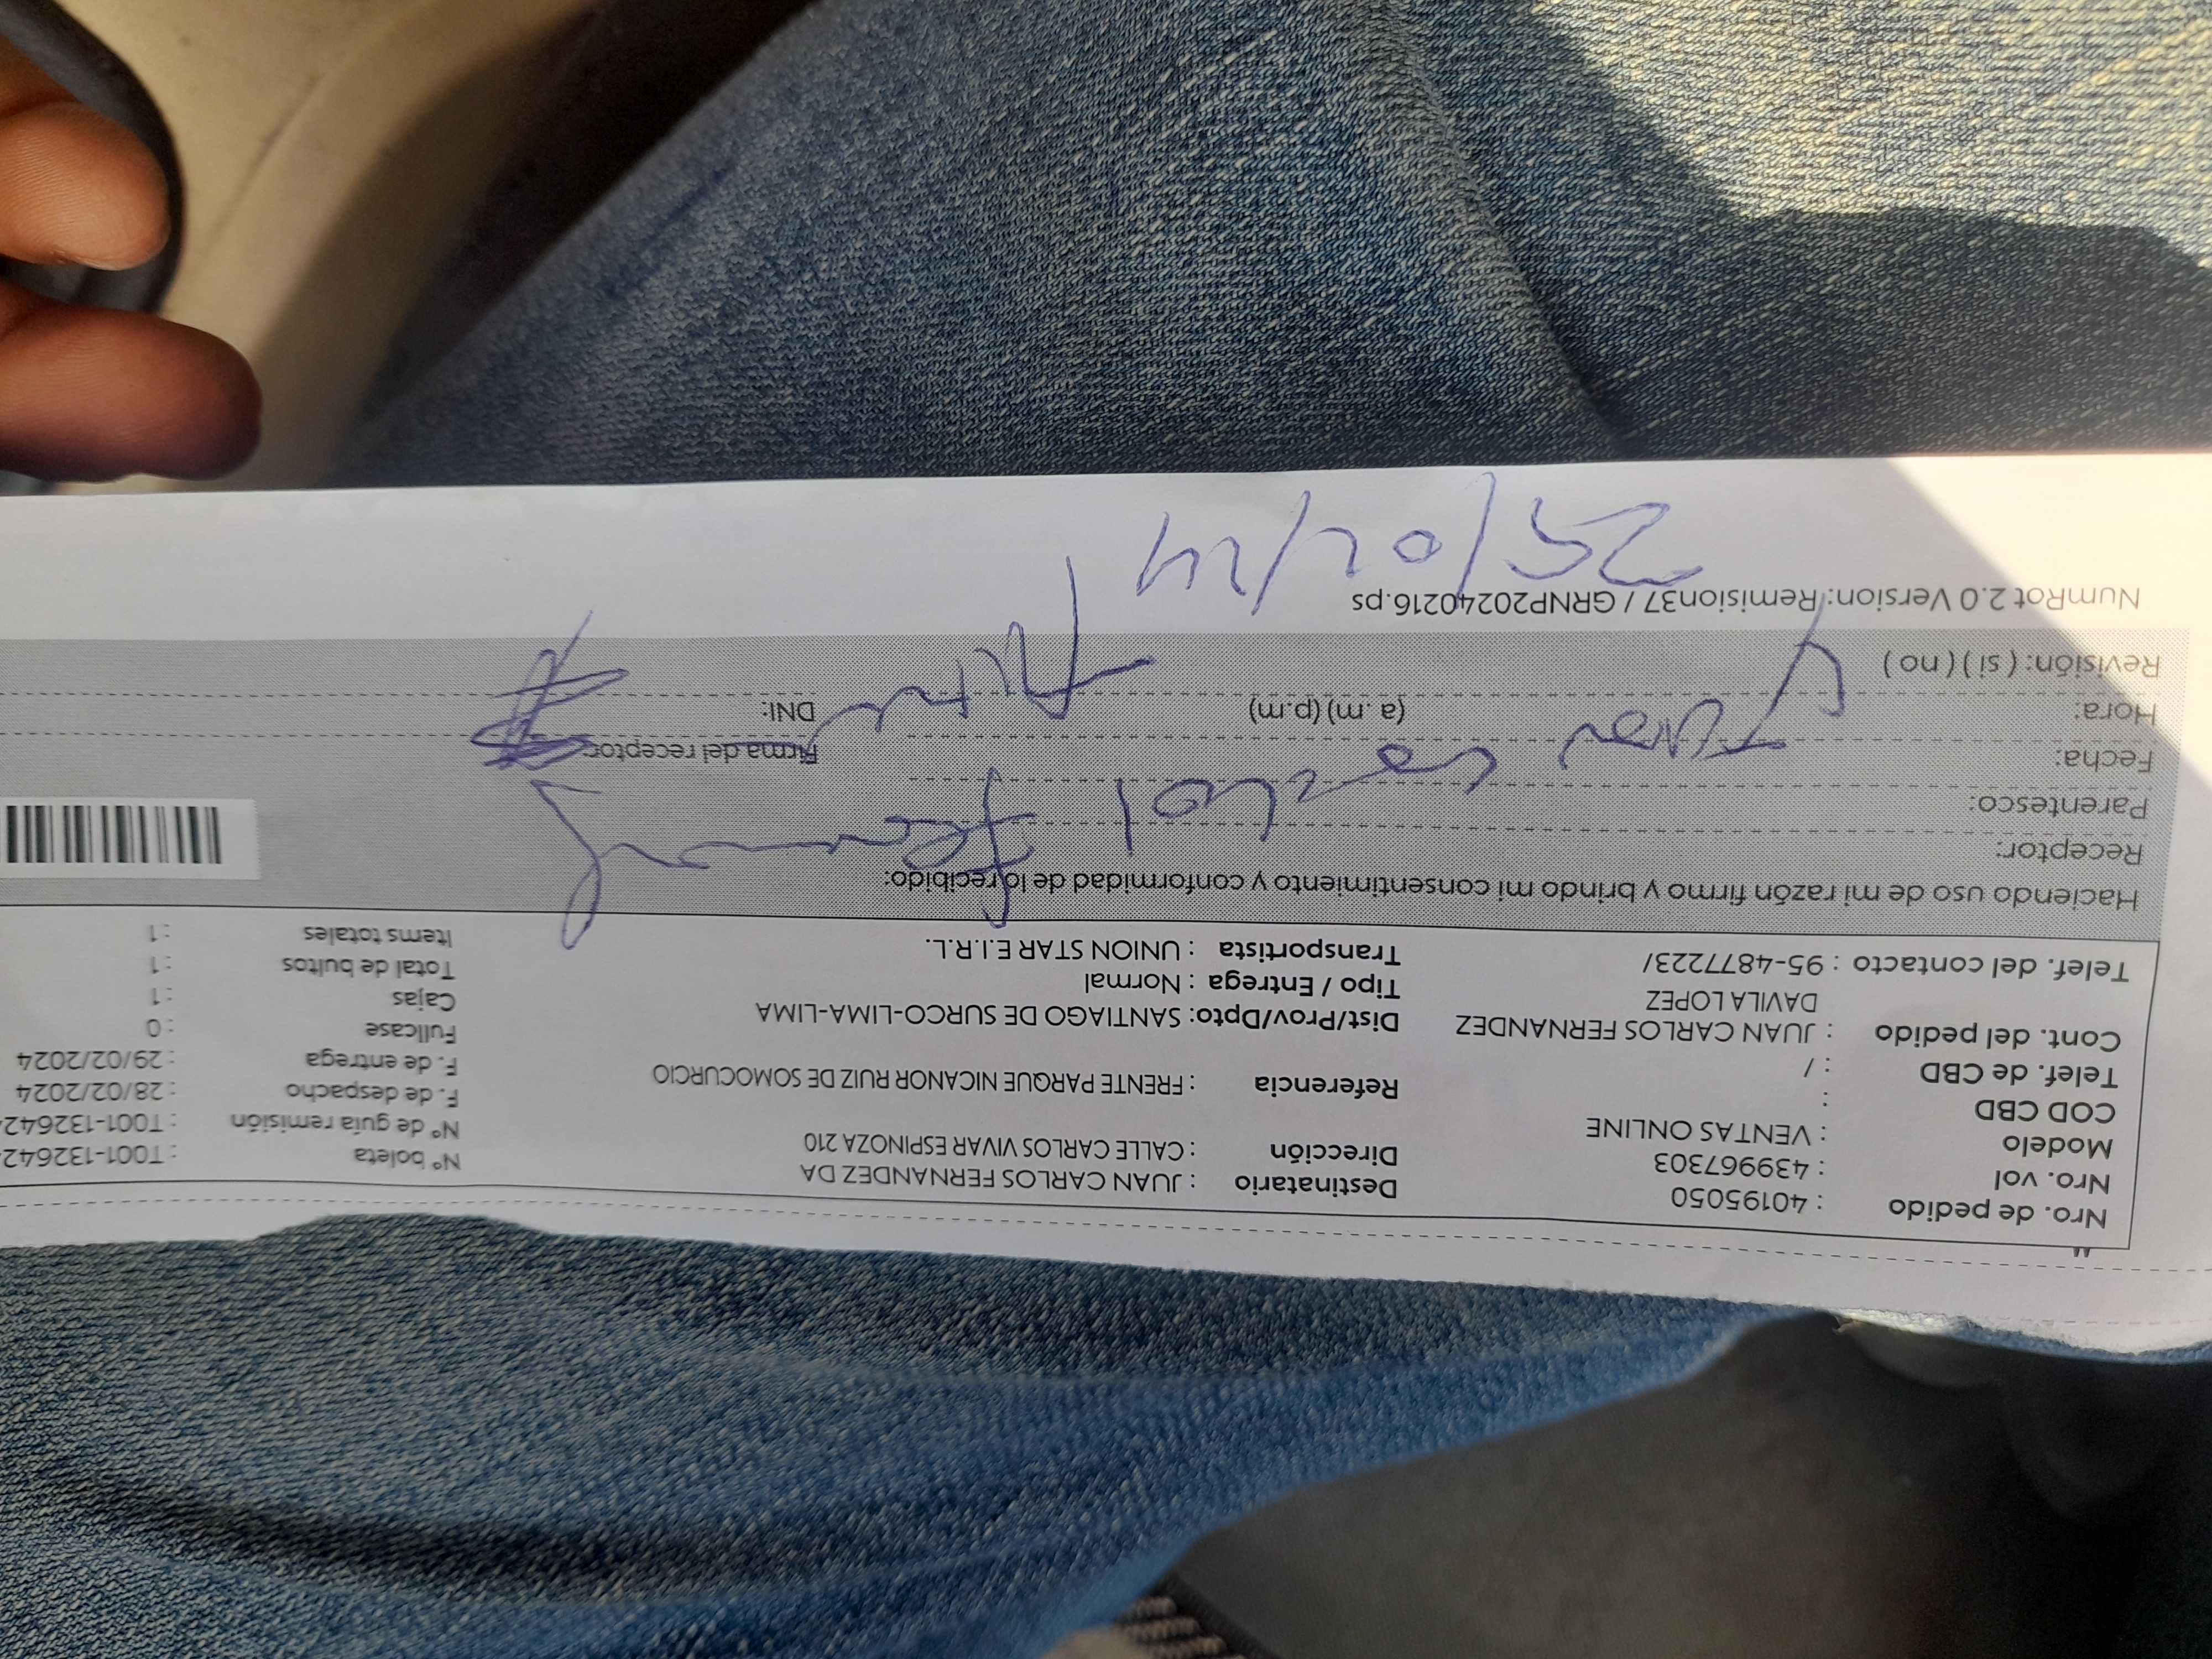 Nro. de pedido : 40195050
Nro. vol : 439967303
Modelo : VENTAS ONLINE
COD CBD :
Telef. de CBD : /
Cont. del pedido : JUAN CARLOS FERNANDEZ
DAVILA LOPEZ
Telef. del contacto : 95-4877223/
Destinatario : JUAN CARLOS FERNANDEZ DA
Dirección : CALLE CARLOS VIVAR ESPINOZA 210
Referencia : FRENTE PARQUE NICANOR RUIZ DE SOMOCURCIO
Dist/Prov/Dpto: SANTIAGO DE SURCO-LIMA-LIMA
Tipo / Entrega : Normal
Transportista : UNION STAR E.I.R.L.
Nº boleta : T001-132642
Nº de guía remisión : T001-132642
F. de despacho : 28/02/2024
F. de entrega : 29/02/2024
Fullcase : 0
Cajas : 1
Total de bultos : 1
Items totales : 1
Haciendo uso de mi razón firmo y brindo mi consentimiento y conformidad de lo recibido:
Receptor:
Parentesco:
Fecha:
Firma del receptor:
Hora: (a. m) (p.m) DNI:
Revisión: ( si ) ( no )
Juan
NumRot 2.0 Version: Remision37 / GRNP20240216.ps